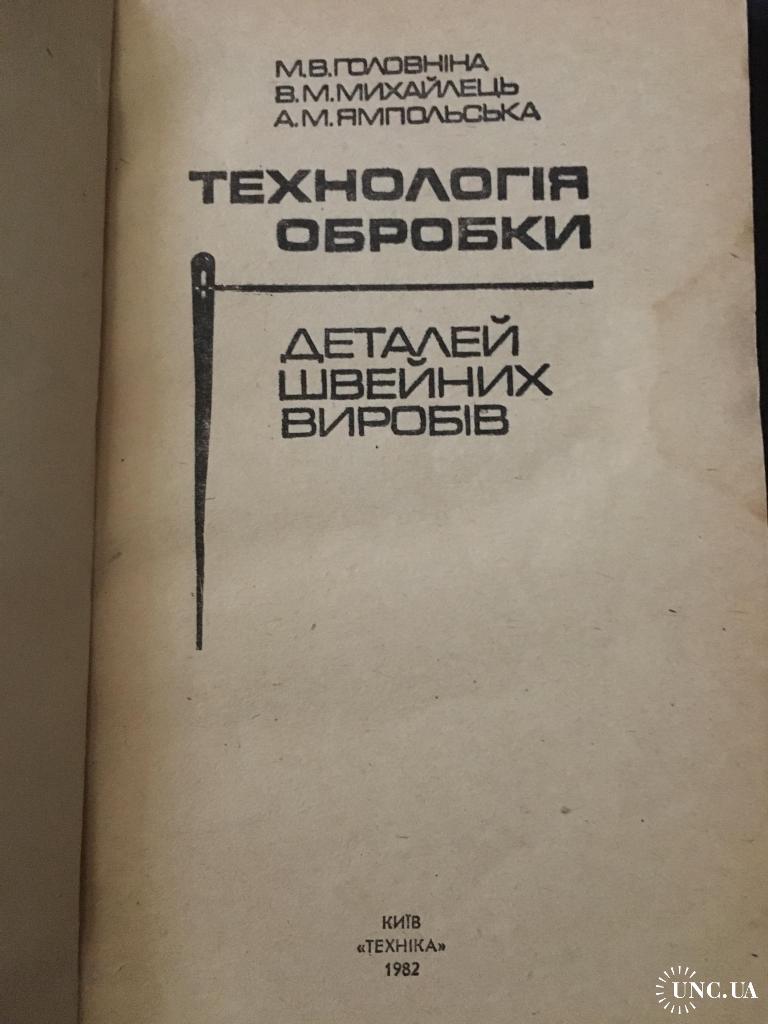 М.В.ГОЛОВНІНА
В.М.МИХАЙЛЕЦЬ
А.М.ЯМПОЛЬСЬКА
ТЕХНОЛОГІЯ
ОБРОБКИ
ДЕТАЛЕЙ
ШВЕЙНИХ
ВИРОБІВ
КИЇВ
«ТЕХНІКА»
1982
UNC.UA